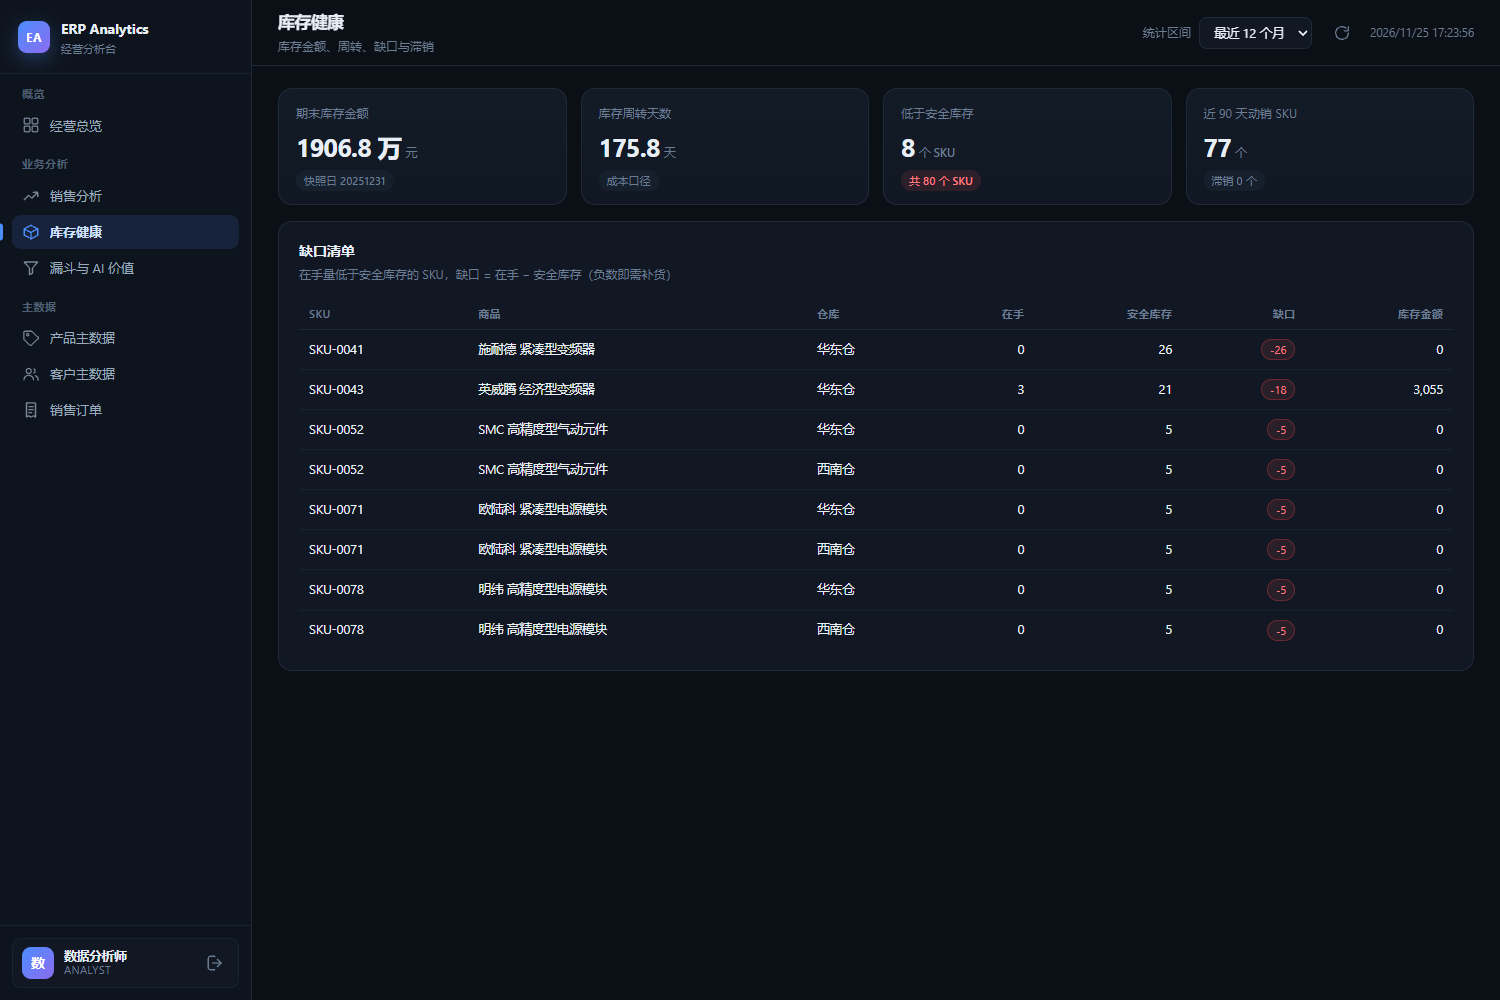 EA
ERP Analytics
经营分析台
概览
经营总览
业务分析
销售分析
库存健康
漏斗与 AI 价值
主数据
产品主数据
客户主数据
销售订单
数
数据分析师
ANALYST
库存健康
库存金额、周转、缺口与滞销
统计区间
最近 12 个月
2026/11/25 17:23:56
期末库存金额
1906.8 万 元
快照日 20251231
库存周转天数
175.8 天
成本口径
低于安全库存
8 个 SKU
共 80 个 SKU
近 90 天动销 SKU
77 个
滞销 0 个
缺口清单
在手量低于安全库存的 SKU，缺口 = 在手 − 安全库存（负数即需补货）
SKU 商品 仓库 在手 安全库存 缺口 库存金额
SKU-0041 施耐德 紧凑型变频器 华东仓 0 26 -26 0
SKU-0043 英威腾 经济型变频器 华东仓 3 21 -18 3,055
SKU-0052 SMC 高精度型气动元件 华东仓 0 5 -5 0
SKU-0052 SMC 高精度型气动元件 西南仓 0 5 -5 0
SKU-0071 欧陆科 紧凑型电源模块 华东仓 0 5 -5 0
SKU-0071 欧陆科 紧凑型电源模块 西南仓 0 5 -5 0
SKU-0078 明纬 高精度型电源模块 华东仓 0 5 -5 0
SKU-0078 明纬 高精度型电源模块 西南仓 0 5 -5 0